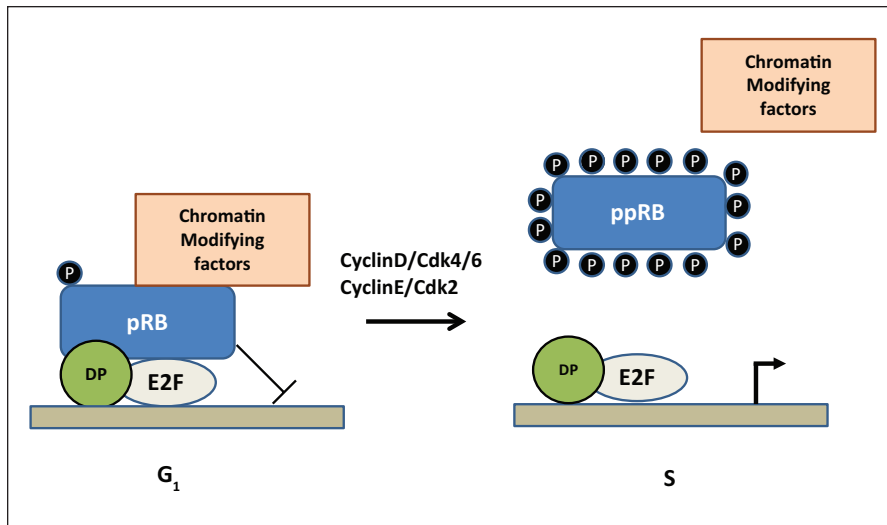 Chromatin
Modifying
factors
P P P P P P
P ppRB P
P P
P P P P P
Chromatin
Modifying
factors
P
pRB
DP E2F
CyclinD/Cdk4/6
CyclinE/Cdk2
DP E2F
G1
S